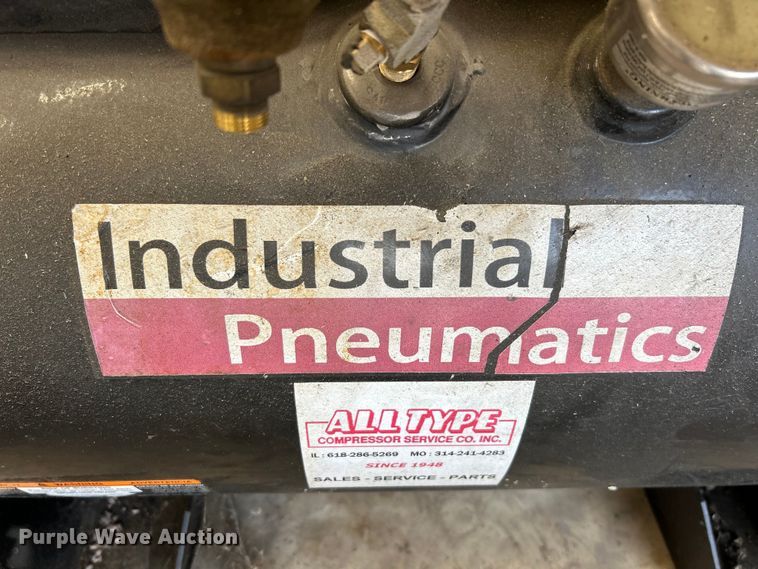 Industrial
Pneumatics
ALL TYPE
COMPRESSOR SERVICE CO. INC.
IL : 618-286-5269 MO : 314-241-4283
SINCE 1948
SALES - SERVICE - PARTS
WARNING
Purple Wave Auction